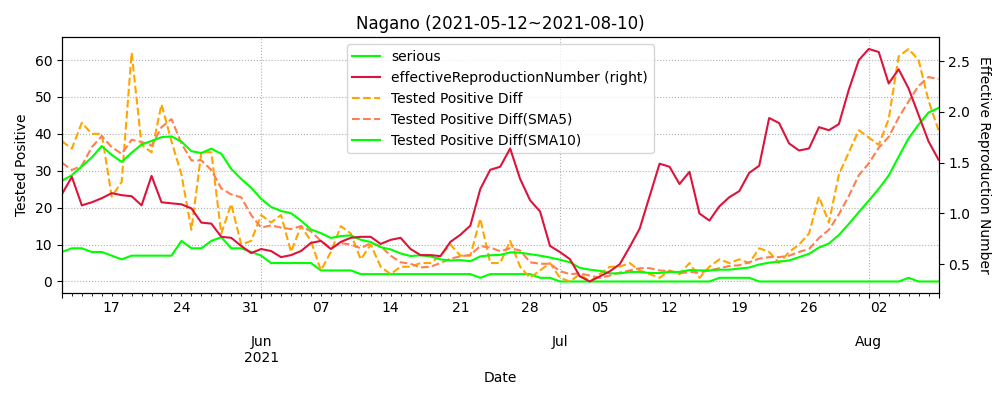 Nagano (2021-05-12~2021-08-10)
serious
effectiveReproductionNumber (right)
Tested Positive Diff
Tested Positive Diff(SMA5)
Tested Positive Diff(SMA10)
Tested Positive
60
50
40
30
20
10
0
2.5
2.0
1.5
1.0
0.5
Effective Reproduction Number
17 24 07 14 21 28 05 12 19 26 02
Jun Jul Aug
2021
Date